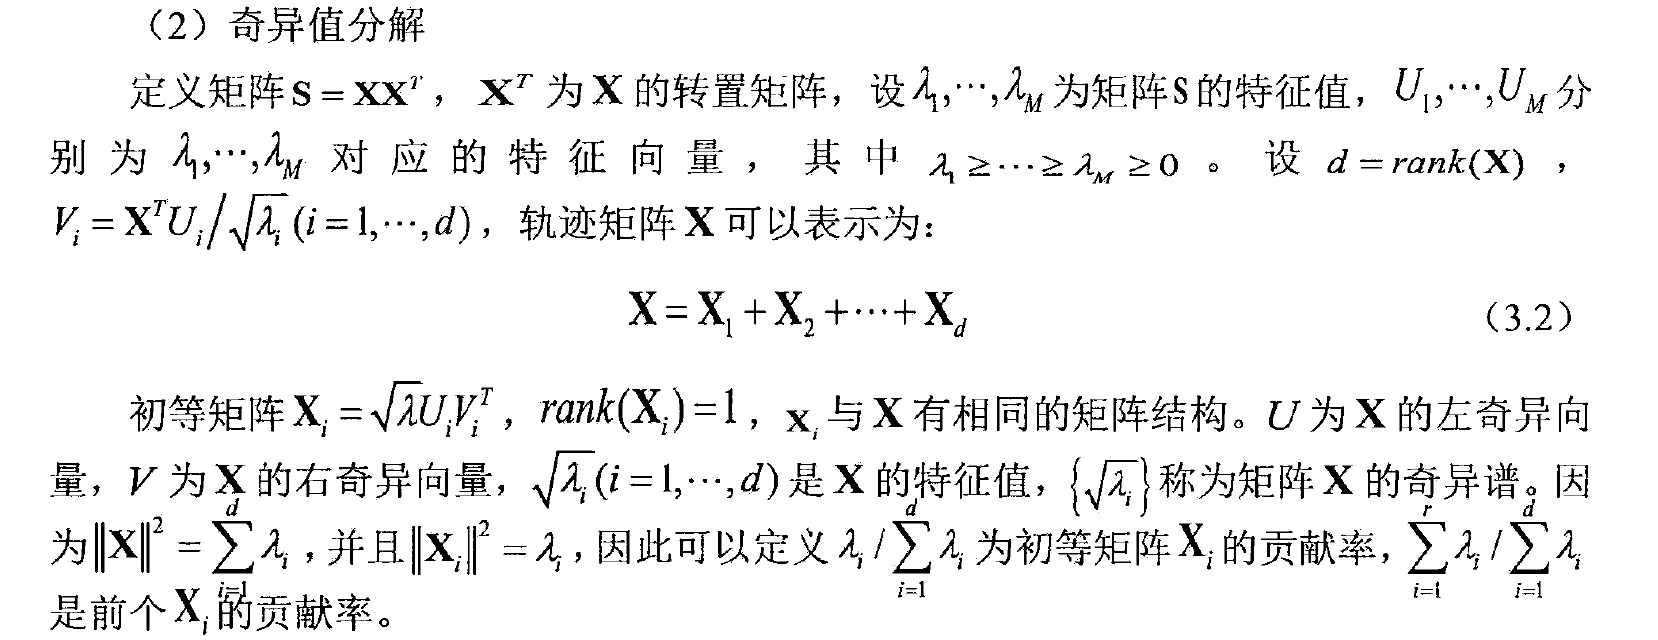 （2）奇异值分解
定义矩阵 $\mathbf{S}=\mathbf{X}\mathbf{X}^T$， $\mathbf{X}^T$ 为 $\mathbf{X}$ 的转置矩阵，设 $\lambda_1,\cdots,\lambda_M$ 为矩阵 S 的特征值， $U_1,\cdots,U_M$ 分
别为 $\lambda_1,\cdots,\lambda_M$ 对应的特征向量，其中 $\lambda_1\geq\cdots\geq\lambda_M\geq 0$ 。设 $d=rank(\mathbf{X})$ ，
$V_i=\mathbf{X}^T U_i/\sqrt{\lambda_i}\,(i=1,\cdots,d)$，轨迹矩阵 $\mathbf{X}$ 可以表示为：
$\mathbf{X}=\mathbf{X}_1+\mathbf{X}_2+\cdots+\mathbf{X}_d$ （3.2）
初等矩阵 $\mathbf{X}_i=\sqrt{\lambda}U_iV_i^T$， $rank(\mathbf{X}_i)=1$， $\mathbf{X}_i$ 与 $\mathbf{X}$ 有相同的矩阵结构。$U$ 为 $\mathbf{X}$ 的左奇异向
量，$V$ 为 $\mathbf{X}$ 的右奇异向量，$\sqrt{\lambda_i}(i=1,\cdots,d)$ 是 $\mathbf{X}$ 的特征值，$\left\{\sqrt{\lambda_i}\right\}$ 称为矩阵 $\mathbf{X}$ 的奇异谱。因
为 $\|\mathbf{X}\|^2=\sum_{i=1}^{d}\lambda_i$，并且 $\|\mathbf{X}_i\|^2=\lambda_i$，因此可以定义 $\lambda_i/\sum_{i=1}^{d}\lambda_i$ 为初等矩阵 $\mathbf{X}_i$ 的贡献率，$\sum_{i=1}^{r}\lambda_i/\sum_{i=1}^{d}\lambda_i$
是前个 $\mathbf{X}_i$ 的贡献率。